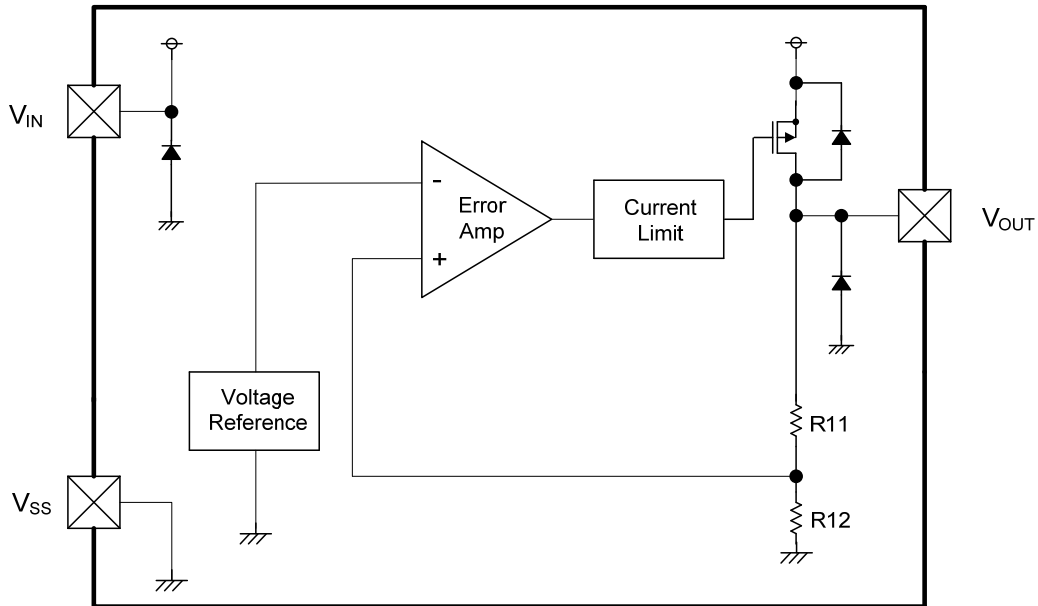 V_IN
-
Error
Amp
+
Current
Limit
V_OUT
Voltage
Reference
R11
V_SS
R12